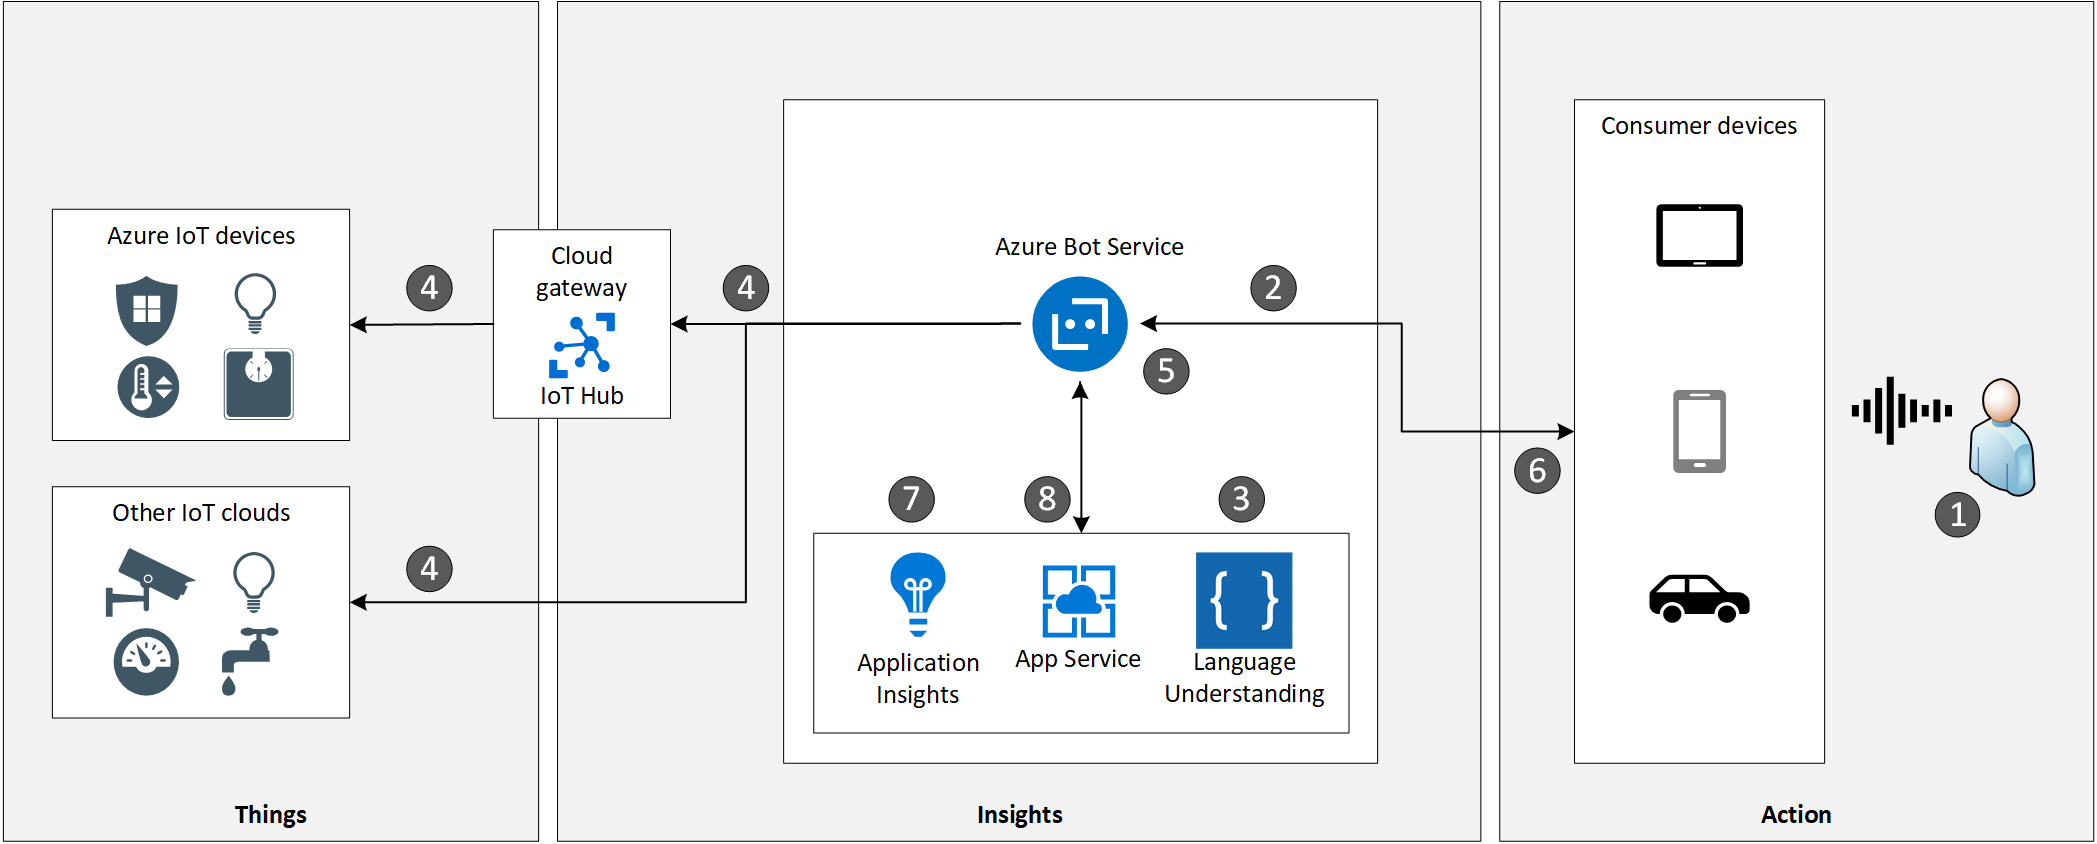 Azure IoT devices
4
Cloud
gateway
IoT Hub
4
Other IoT clouds
4
Things
Azure Bot Service
2
5
7
8
3
Application
Insights
App Service
{ }
Language
Understanding
Insights
Consumer devices
6
1
Action